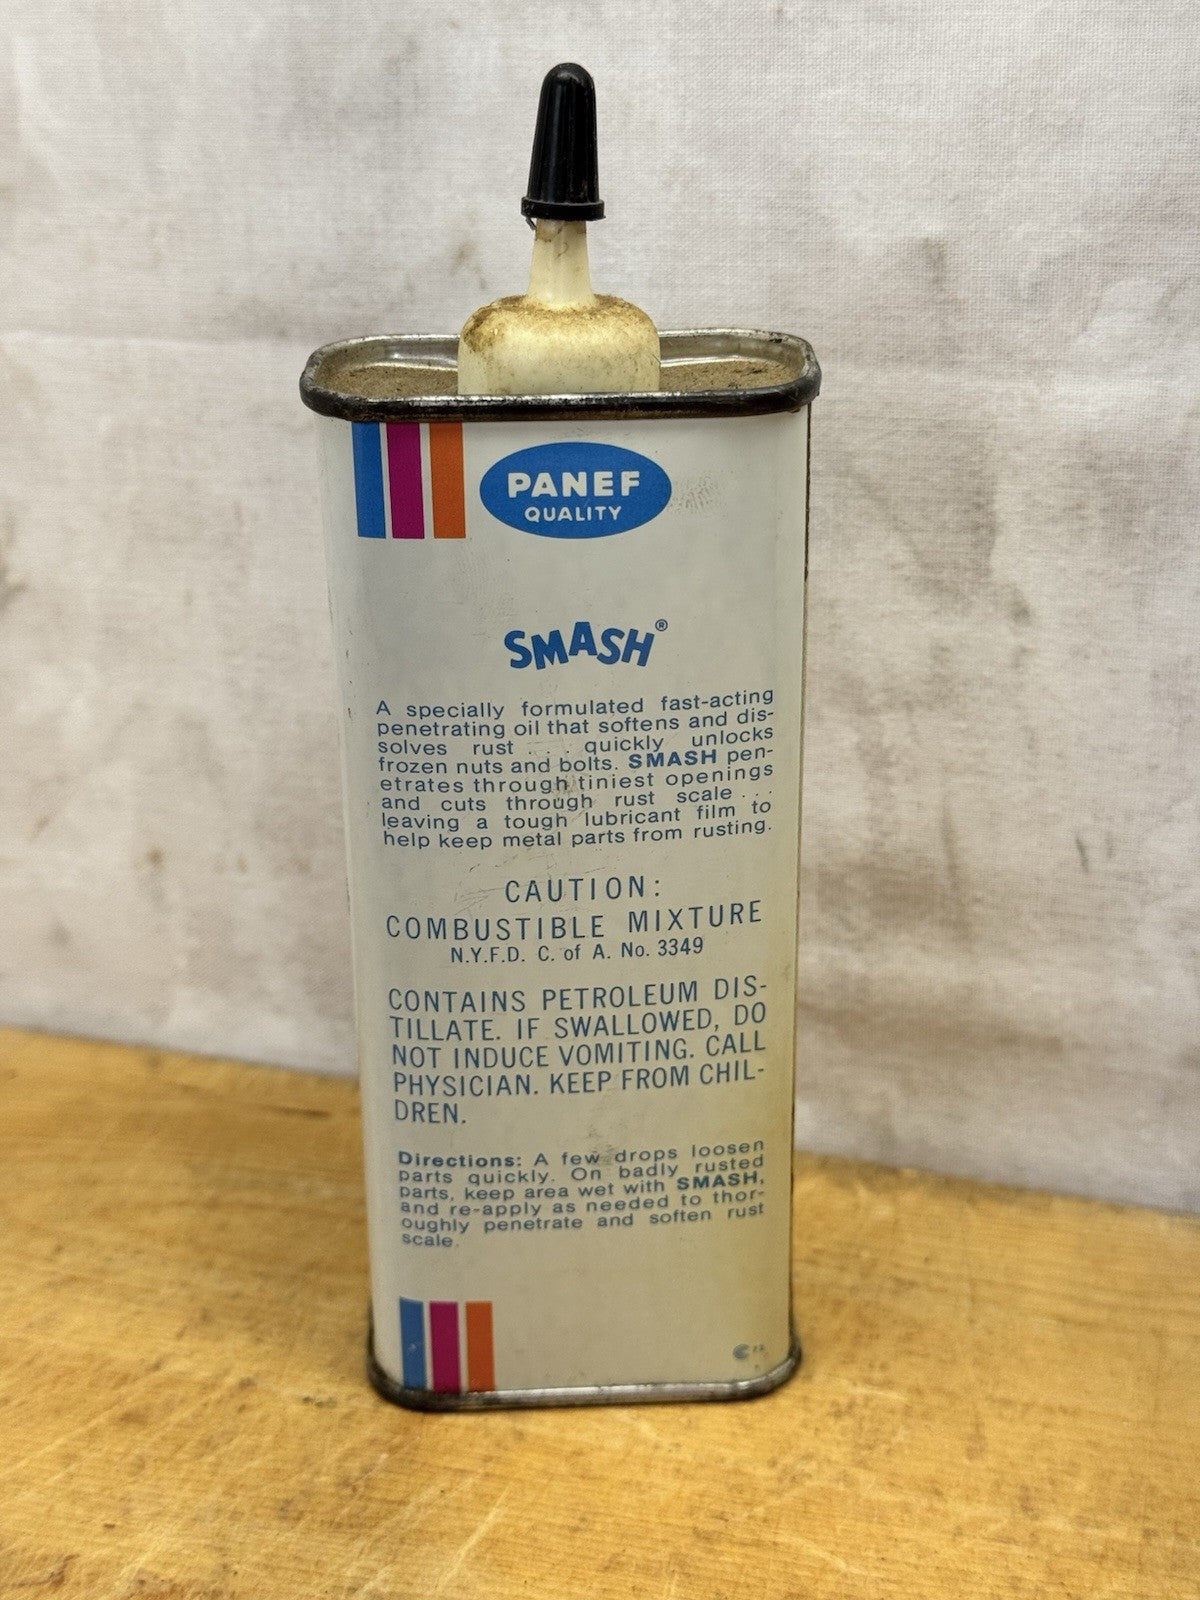 PANEF
QUALITY
SMASH®
A specially formulated fast-acting
penetrating oil that softens and dis-
solves rust . . . quickly unlocks
frozen nuts and bolts. SMASH pen-
etrates through tiniest openings
and cuts through rust scale . . .
leaving a tough lubricant film to
help keep metal parts from rusting.
CAUTION:
COMBUSTIBLE MIXTURE
N.Y.F.D. C. of A. No. 3349
CONTAINS PETROLEUM DIS-
TILLATE. IF SWALLOWED, DO
NOT INDUCE VOMITING. CALL
PHYSICIAN. KEEP FROM CHIL-
DREN.
Directions: A few drops loosen
parts quickly. On badly rusted
parts, keep area wet with SMASH,
and re-apply as needed to thor-
oughly penetrate and soften rust
scale.